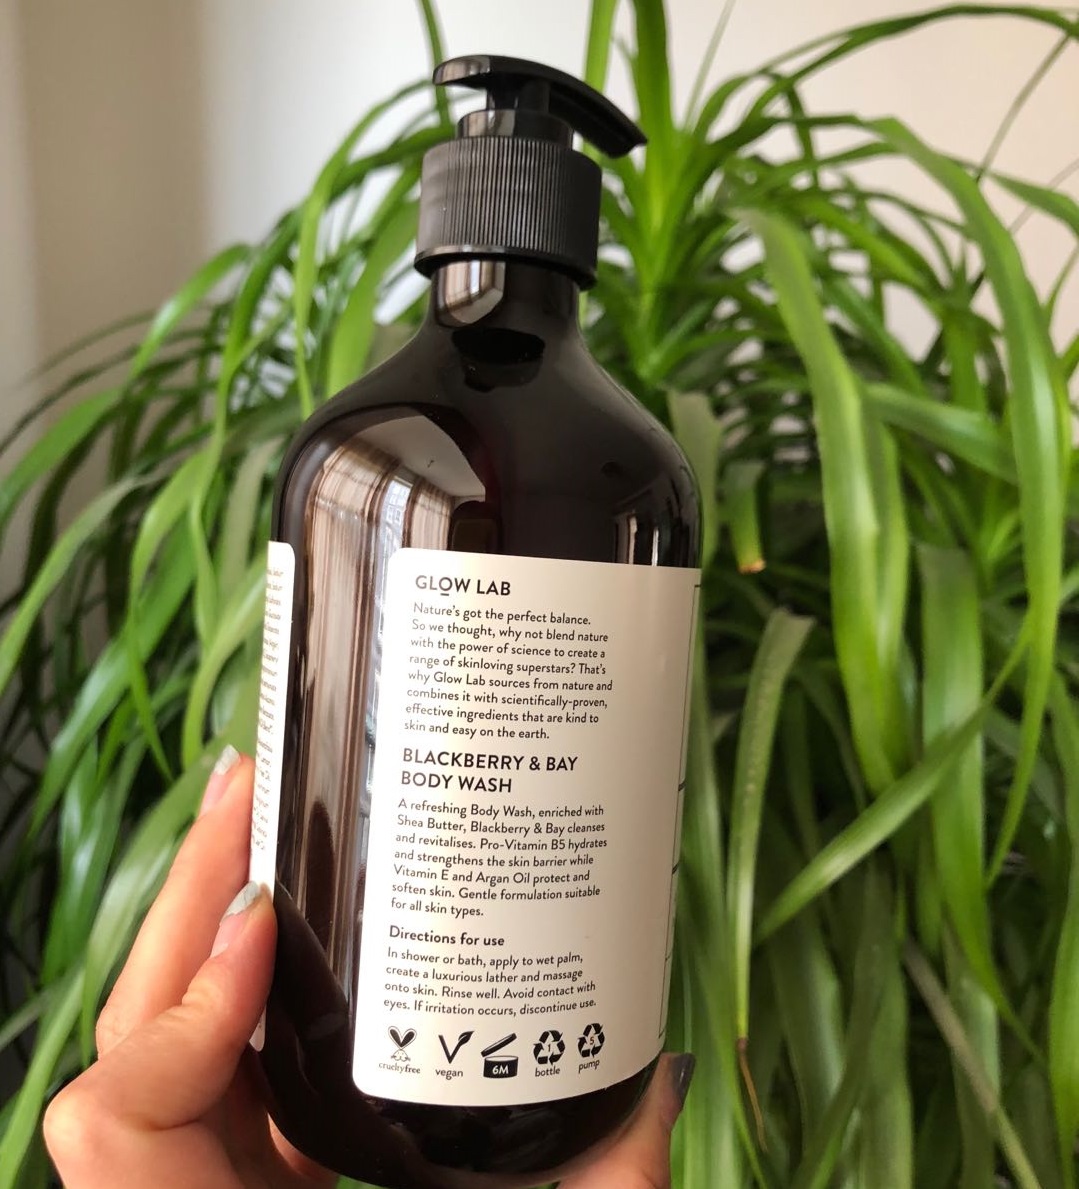 GLOW LAB
Nature's got the perfect balance.
So we thought, why not blend nature
with the power of science to create a
range of skinloving superstars? That's
why Glow Lab sources from nature and
combines it with scientifically-proven,
effective ingredients that are kind to
skin and easy on the earth.
BLACKBERRY & BAY
BODY WASH
A refreshing Body Wash, enriched with
Shea Butter, Blackberry & Bay cleanses
and revitalises. Pro-Vitamin B5 hydrates
and strengthens the skin barrier while
Vitamin E and Argan Oil protect and
soften skin. Gentle formulation suitable
for all skin types.
Directions for use
In shower or bath, apply to wet palm,
create a luxurious lather and massage
onto skin. Rinse well. Avoid contact with
eyes. If irritation occurs, discontinue use.
6M 1 5
crueltyfree vegan bottle pump